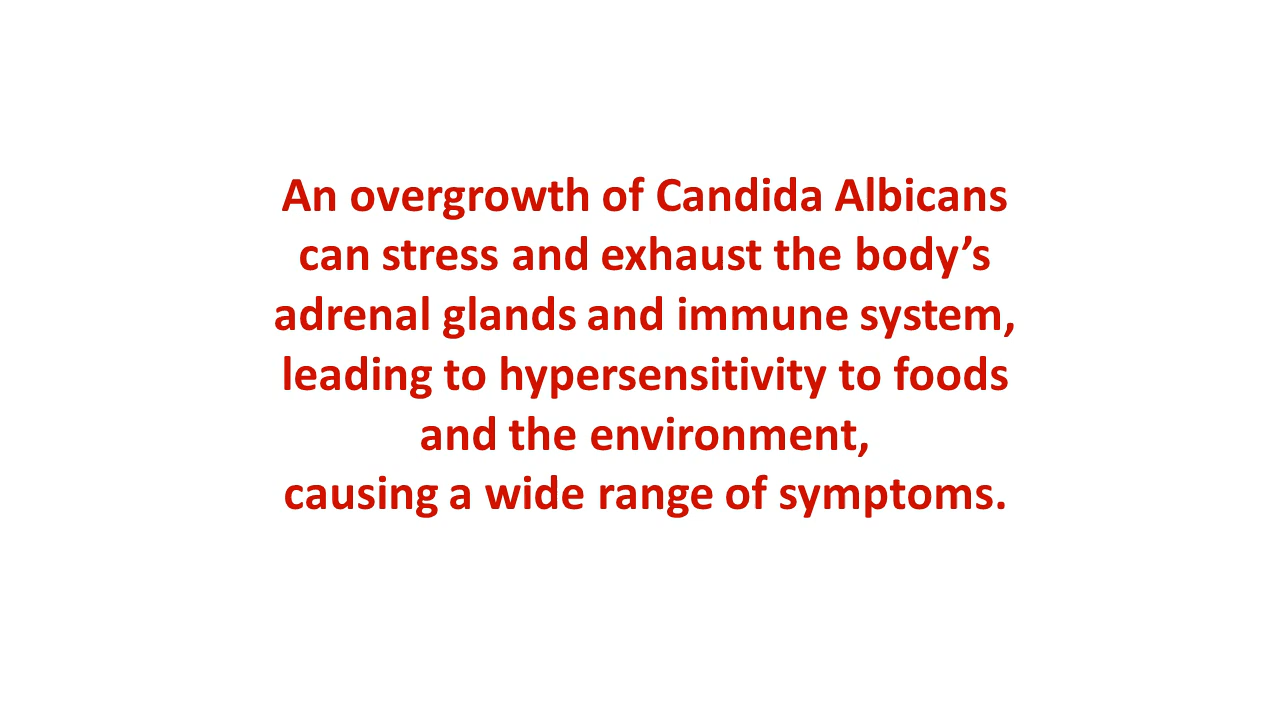 An overgrowth of Candida Albicans
can stress and exhaust the body’s
adrenal glands and immune system,
leading to hypersensitivity to foods
and the environment,
causing a wide range of symptoms.